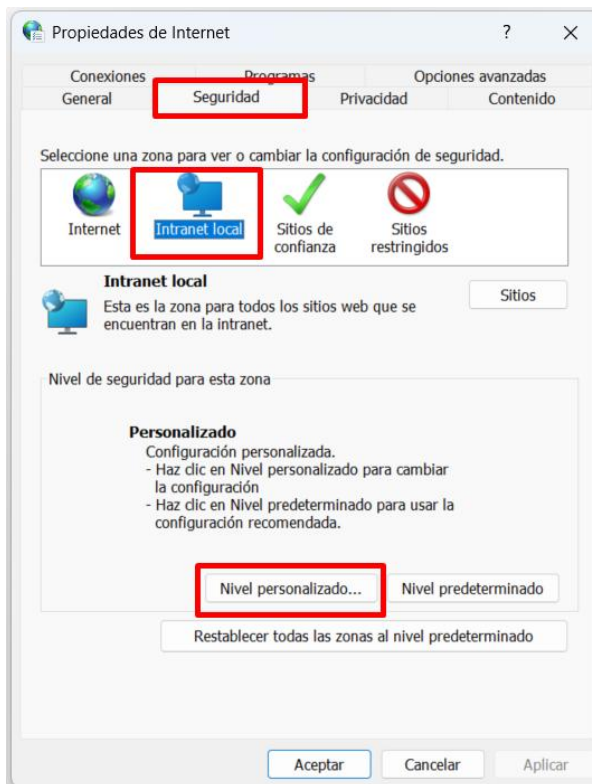 Propiedades de Internet
?
Conexiones Programas Opciones avanzadas
General Seguridad Privacidad Contenido
Seleccione una zona para ver o cambiar la configuración de seguridad.
Internet Intranet local Sitios de Sitios
confianza restringidos
Intranet local
Sitios
Esta es la zona para todos los sitios web que se
encuentran en la intranet.
Nivel de seguridad para esta zona
Personalizado
Configuración personalizada.
- Haz clic en Nivel personalizado para cambiar
la configuración
- Haz clic en Nivel predeterminado para usar la
configuración recomendada.
Nivel personalizado... Nivel predeterminado
Restablecer todas las zonas al nivel predeterminado
Aceptar Cancelar Aplicar